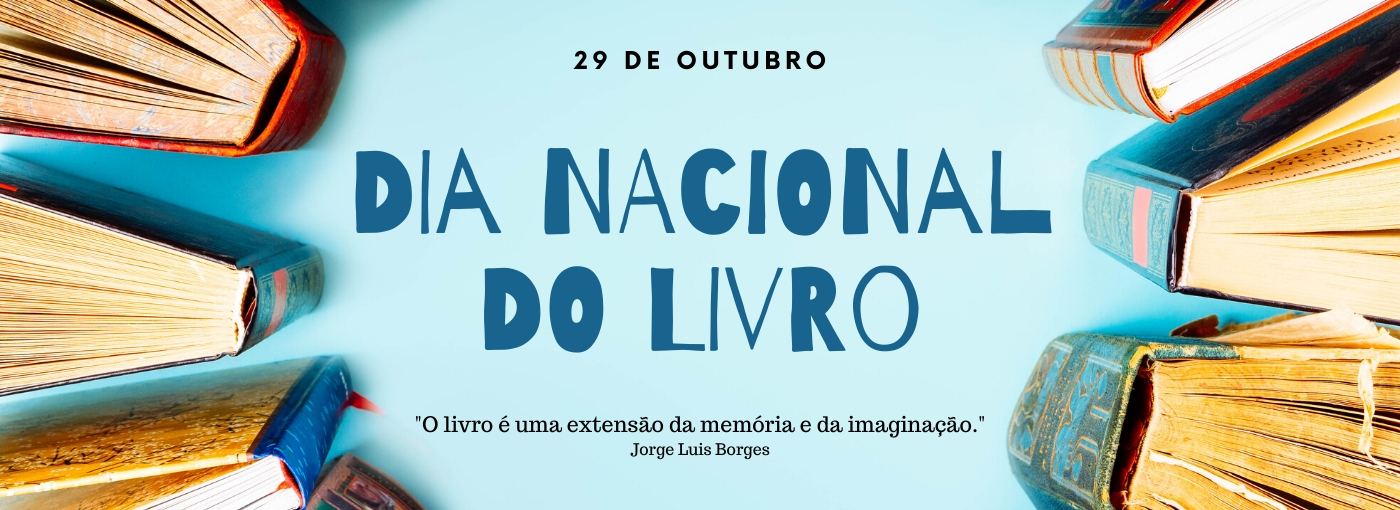 29 DE OUTUBRO
DIA NACIONAL
DO LIVRO
"O livro é uma extensão da memória e da imaginação."
Jorge Luis Borges